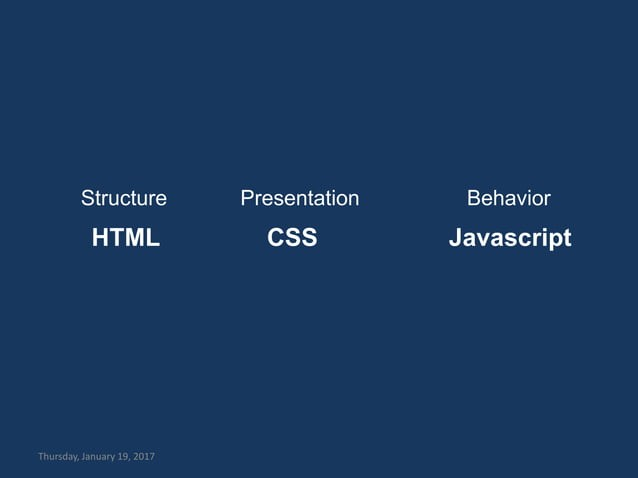 Structure Presentation Behavior
HTML CSS Javascript
Thursday, January 19, 2017